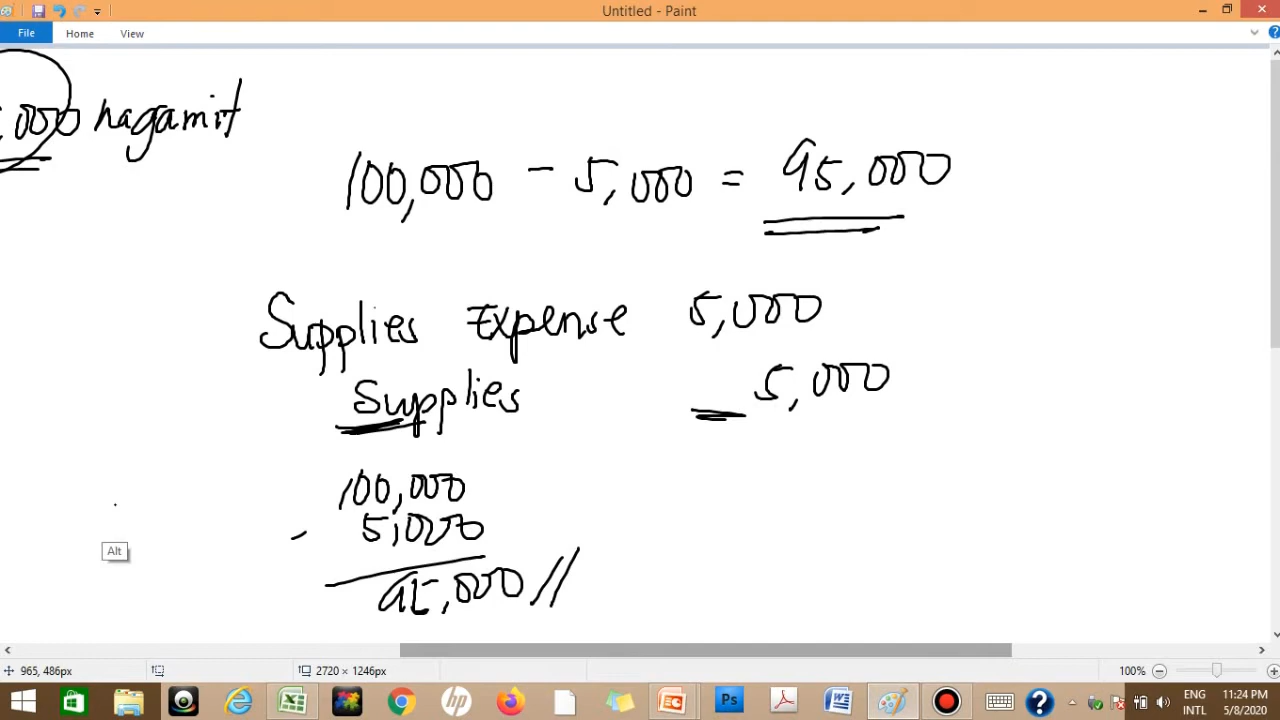 Untitled - Paint
File Home View
,000 nagamit
100,000 - 5,000 = 95,000
Supplies Expense 5,000
Supplies 5,000
100,000
- 5,000
95,000 //
Alt
965, 486px
2720 × 1246px
100%
ENG
INTL
11:24 PM
5/8/2020